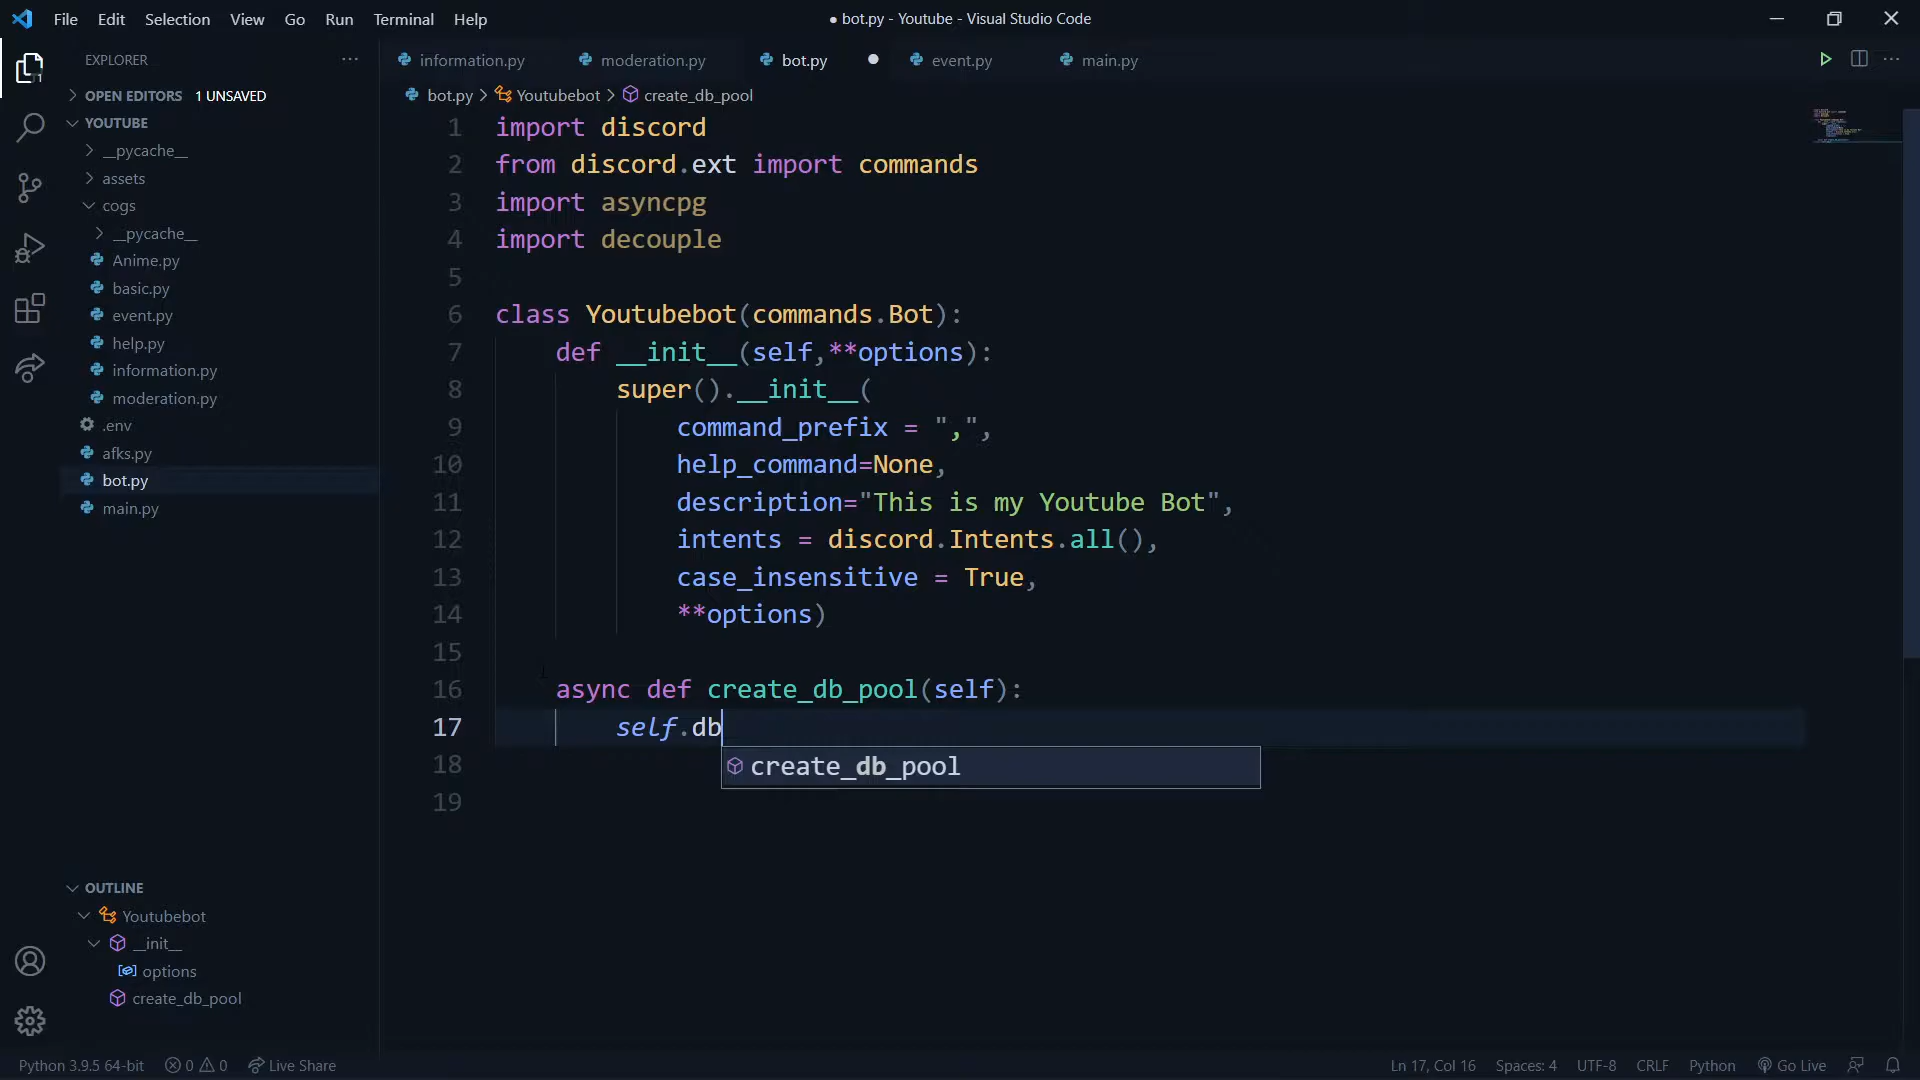 File Edit Selection View Go Run Terminal Help
● bot.py - Youtube - Visual Studio Code
EXPLORER
OPEN EDITORS 1 UNSAVED
YOUTUBE
__pycache__
assets
cogs
__pycache__
Anime.py
basic.py
event.py
help.py
information.py
moderation.py
.env
afks.py
bot.py
main.py
OUTLINE
Youtubebot
__init__
options
create_db_pool
information.py moderation.py bot.py event.py main.py
bot.py > Youtubebot > create_db_pool
1 import discord
2 from discord.ext import commands
3 import asyncpg
4 import decouple
5
6 class Youtubebot(commands.Bot):
7 def __init__(self,**options):
8 super().__init__(
9 command_prefix = ",",
10 help_command=None,
11 description="This is my Youtube Bot",
12 intents = discord.Intents.all(),
13 case_insensitive = True,
14 **options)
15
16 async def create_db_pool(self):
17 self.db
create_db_pool
18
19
Python 3.9.5 64-bit 0 0 Live Share Ln 17, Col 16 Spaces: 4 UTF-8 CRLF Python Go Live